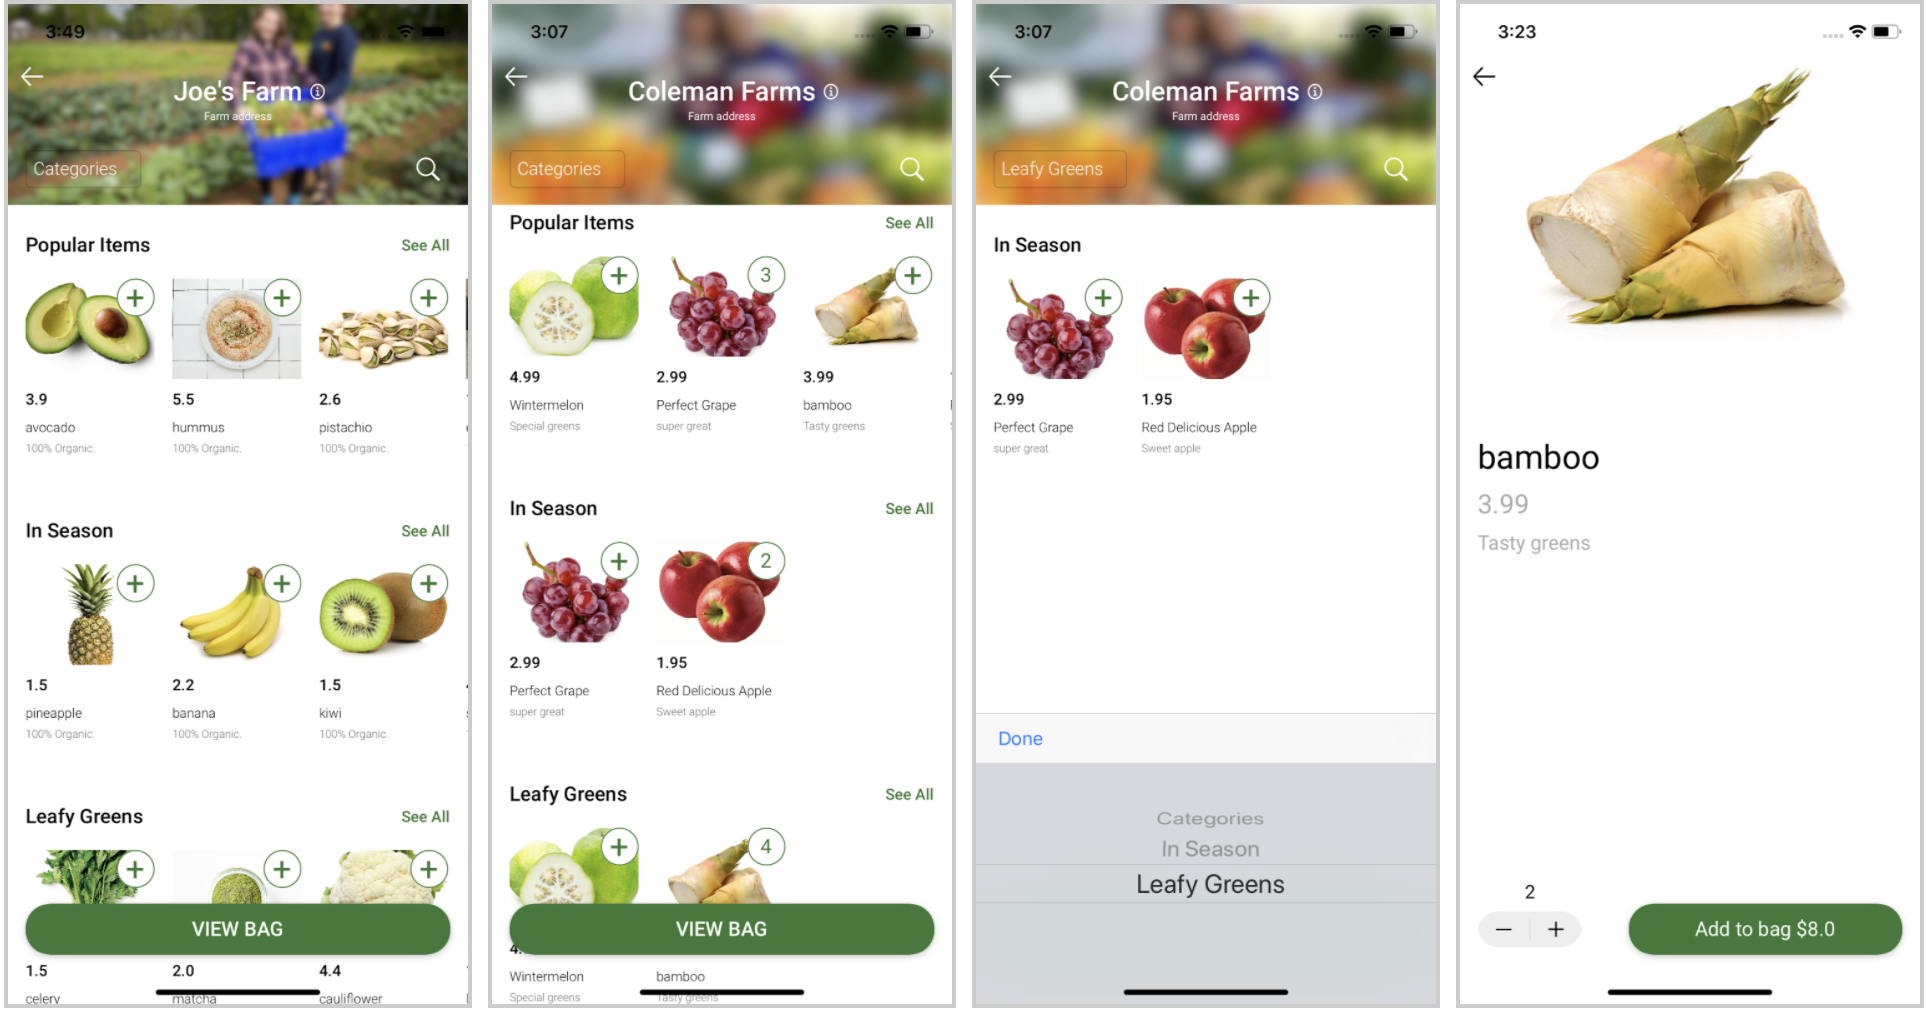 3:49
Joe's Farm
Farm address
Categories
Popular Items See All
3.9 5.5 2.6
avocado hummus pistachio
100% Organic. 100% Organic. 100% Organic.
In Season See All
1.5 2.2 1.5
pineapple banana kiwi
100% Organic. 100% Organic. 100% Organic.
Leafy Greens See All
VIEW BAG
1.5 2.0 4.4
celery matcha cauliflower
3:07
Coleman Farms
Farm address
Categories
Popular Items See All
3
4.99 2.99 3.99
Wintermelon Perfect Grape bamboo
Special greens super great Tasty greens
In Season See All
2
2.99 1.95
Perfect Grape Red Delicious Apple
super great Sweet apple
Leafy Greens See All
4
VIEW BAG
Wintermelon bamboo
Special greens Tasty greens
3:07
Coleman Farms
Farm address
Leafy Greens
In Season
2.99 1.95
Perfect Grape Red Delicious Apple
super great Sweet apple
Done
Categories
In Season
Leafy Greens
3:23
bamboo
3.99
Tasty greens
2
Add to bag $8.0